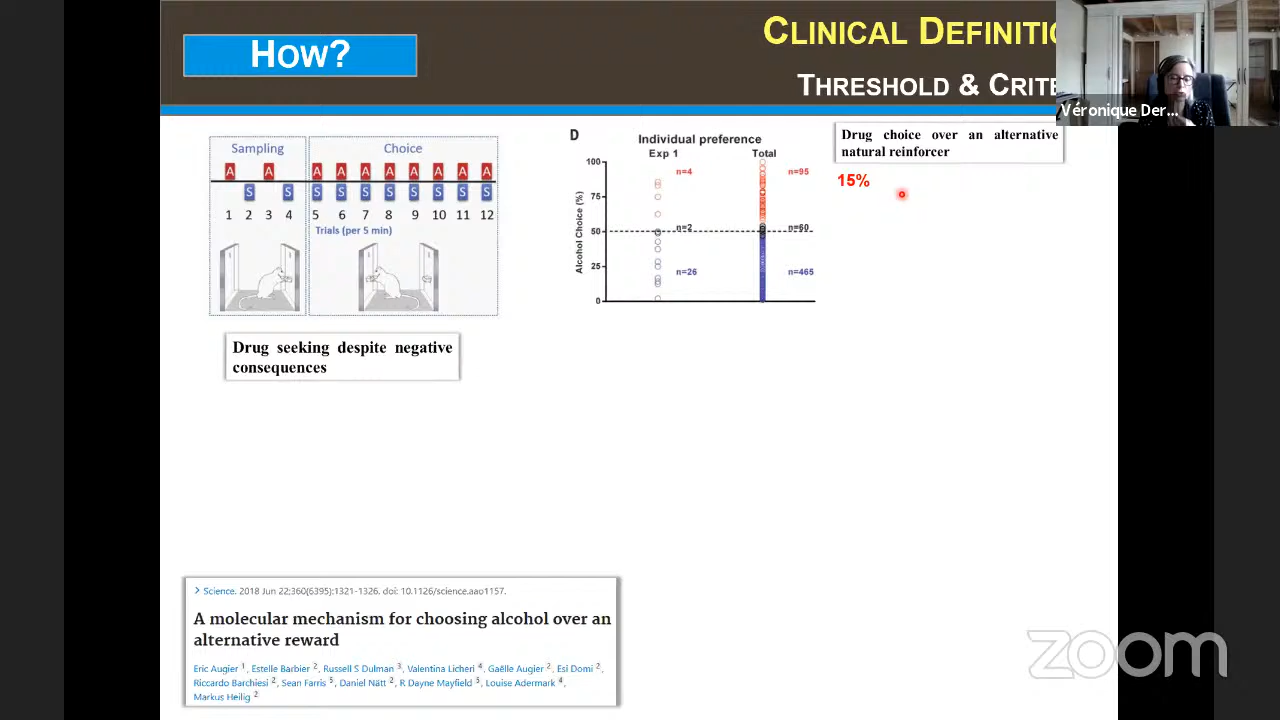 HOW?
CLINICAL DEFINITIO
THRESHOLD & CRITE
Véronique Der...
Sampling
Choice
A A A A A A A A A A
S S S S S S S S S S
1 2 3 4 5 6 7 8 9 10 11 12
Trials (per 5 min)
D
Individual preference
Exp 1
Total
Alcohol Choice (%)
100
75
50
25
0
n=4
n=2
n=26
n=95
n=60
n=465
Drug choice over an alternative
natural reinforcer
15%
Drug seeking despite negative
consequences
> Science. 2018 Jun 22;360(6395):1321-1326. doi: 10.1126/science.aao1157.
A molecular mechanism for choosing alcohol over an
alternative reward
Eric Augier 1, Estelle Barbier 2, Russell S Dulman 3, Valentina Licheri 4, Gaëlle Augier 2, Esi Domi 2,
Riccardo Barchiesi 2, Sean Farris 5, Daniel Nätt 2, R Dayne Mayfield 5, Louise Adermark 4,
Markus Heilig 2
zoom